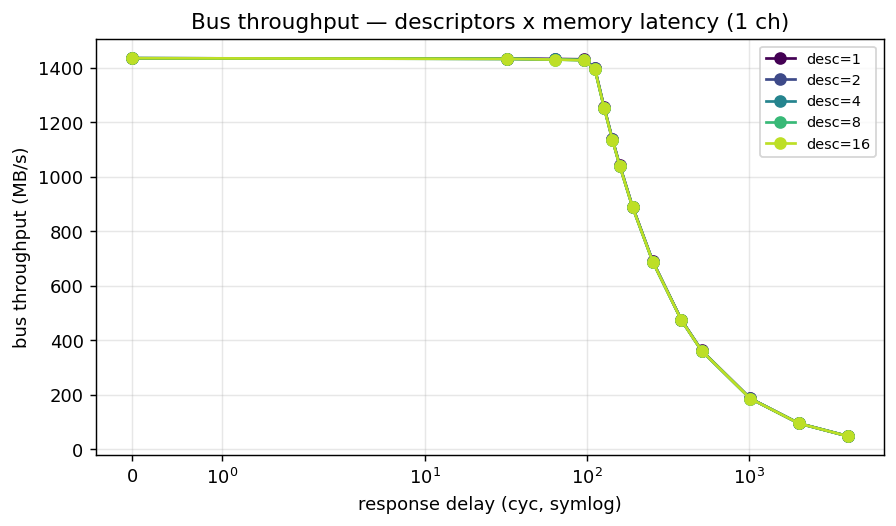 Bus throughput — descriptors x memory latency (1 ch)
bus throughput (MB/s)
1400
1200
1000
800
600
400
200
0
desc=1
desc=2
desc=4
desc=8
desc=16
0 10⁰ 10¹ 10² 10³
response delay (cyc, symlog)